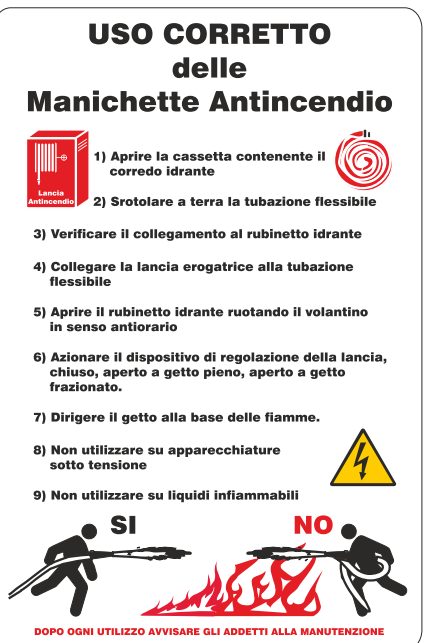 USO CORRETTO
delle
Manichette Antincendio
1) Aprire la cassetta contenente il
corredo idrante
Lancia
Antincendio
2) Srotolare a terra la tubazione flessibile
3) Verificare il collegamento al rubinetto idrante
4) Collegare la lancia erogatrice alla tubazione
flessibile
5) Aprire il rubinetto idrante ruotando il volantino
in senso antiorario
6) Azionare il dispositivo di regolazione della lancia,
chiuso, aperto a getto pieno, aperto a getto
frazionato.
7) Dirigere il getto alla base delle fiamme.
8) Non utilizzare su apparecchiature
sotto tensione
9) Non utilizzare su liquidi infiammabili
SI
NO
DOPO OGNI UTILIZZO AVVISARE GLI ADDETTI ALLA MANUTENZIONE